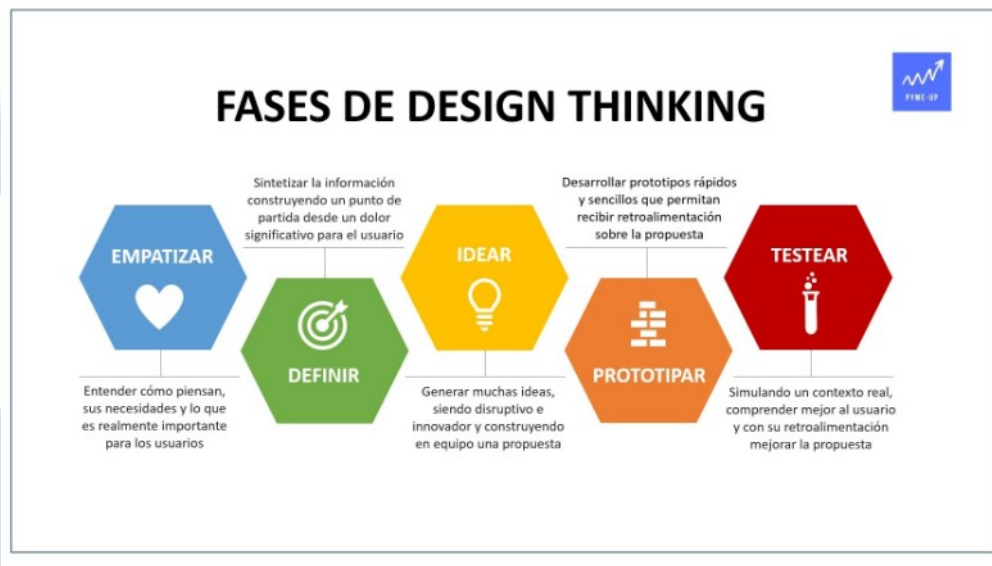 PYME-UP
FASES DE DESIGN THINKING
EMPATIZAR
Entender cómo piensan,
sus necesidades y lo que
es realmente importante
para los usuarios
Sintetizar la información
construyendo un punto de
partida desde un dolor
significativo para el usuario
DEFINIR
IDEAR
Generar muchas ideas,
siendo disruptivo e
innovador y construyendo
en equipo una propuesta
Desarrollar prototipos rápidos
y sencillos que permitan
recibir retroalimentación
sobre la propuesta
PROTOTIPAR
TESTEAR
Simulando un contexto real,
comprender mejor al usuario
y con su retroalimentación
mejorar la propuesta